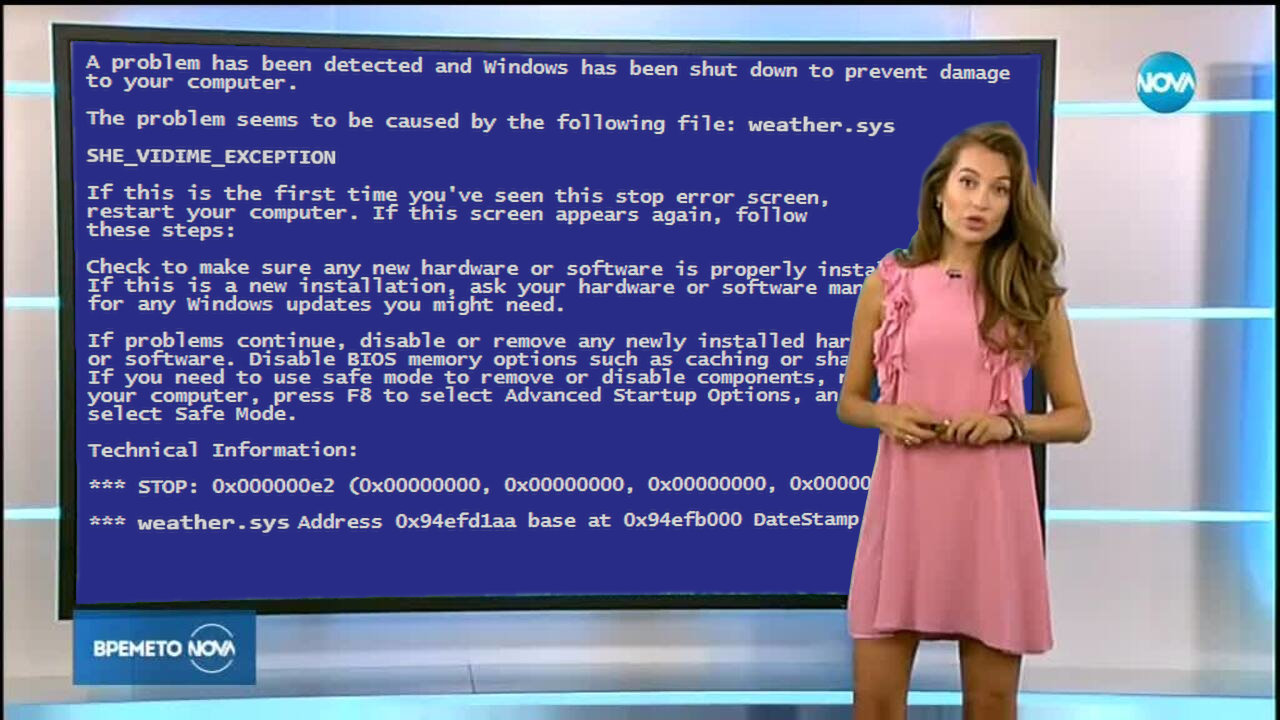 A problem has been detected and Windows has been shut down to prevent damage
to your computer.
The problem seems to be caused by the following file: weather.sys
SHE_VIDIME_EXCEPTION
If this is the first time you've seen this stop error screen,
restart your computer. If this screen appears again, follow
these steps:
Check to make sure any new hardware or software is properly instal
If this is a new installation, ask your hardware or software man
for any Windows updates you might need.
If problems continue, disable or remove any newly installed har
or software. Disable BIOS memory options such as caching or sha
If you need to use safe mode to remove or disable components, r
your computer, press F8 to select Advanced Startup Options, an
select Safe Mode.
Technical Information:
*** STOP: 0x000000e2 (0x00000000, 0x00000000, 0x00000000, 0x00000
*** weather.sys Address 0x94efd1aa base at 0x94efb000 DateStamp
NOVA
ВРЕМЕТО NOVA